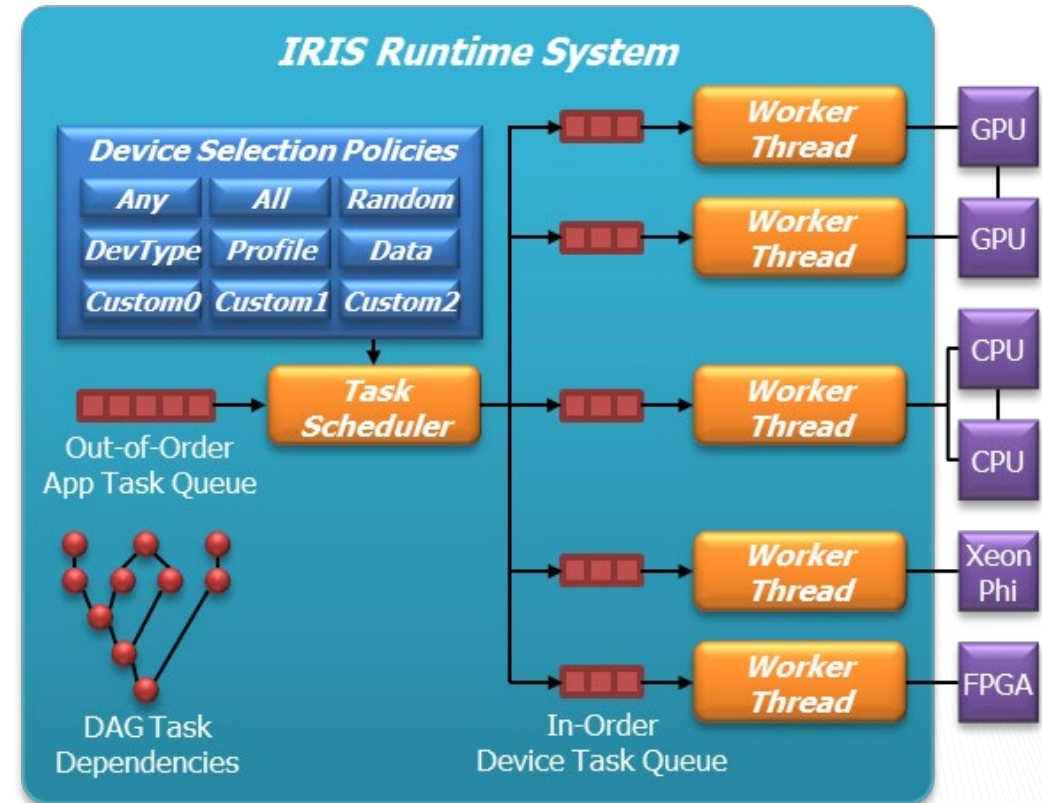 IRIS Runtime System
Device Selection Policies
Any
All
Random
DevType
Profile
Data
Custom0
Custom1
Custom2
Task
Scheduler
Out-of-Order
App Task Queue
DAG Task
Dependencies
Worker
Thread
GPU
Worker
Thread
GPU
Worker
Thread
CPU
CPU
Worker
Thread
Xeon
Phi
Worker
Thread
FPGA
In-Order
Device Task Queue